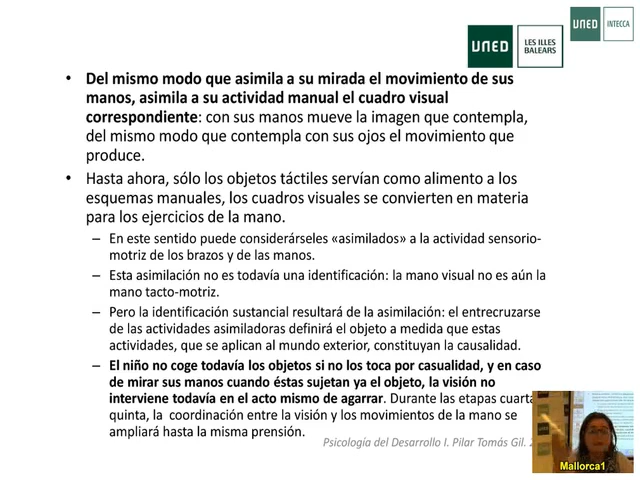 UNED
LES ILLES
BALEARS
UNED
INTECCA
• Del mismo modo que asimila a su mirada el movimiento de sus
manos, asimila a su actividad manual el cuadro visual
correspondiente: con sus manos mueve la imagen que contempla,
del mismo modo que contempla con sus ojos el movimiento que
produce.
• Hasta ahora, sólo los objetos táctiles servían como alimento a los
esquemas manuales, los cuadros visuales se convierten en materia
para los ejercicios de la mano.
– En este sentido puede considerárseles «asimilados» a la actividad sensorio-
motriz de los brazos y de las manos.
– Esta asimilación no es todavía una identificación: la mano visual no es aún la
mano tacto-motriz.
– Pero la identificación sustancial resultará de la asimilación: el entrecruzarse
de las actividades asimiladoras definirá el objeto a medida que estas
actividades, que se aplican al mundo exterior, constituyan la causalidad.
– El niño no coge todavía los objetos si no los toca por casualidad, y en caso
de mirar sus manos cuando éstas sujetan ya el objeto, la visión no
interviene todavía en el acto mismo de agarrar. Durante las etapas cuarta
quinta, la coordinación entre la visión y los movimientos de la mano se
ampliará hasta la misma prensión.
Psicología del Desarrollo I. Pilar Tomás Gil. 2
Mallorca1